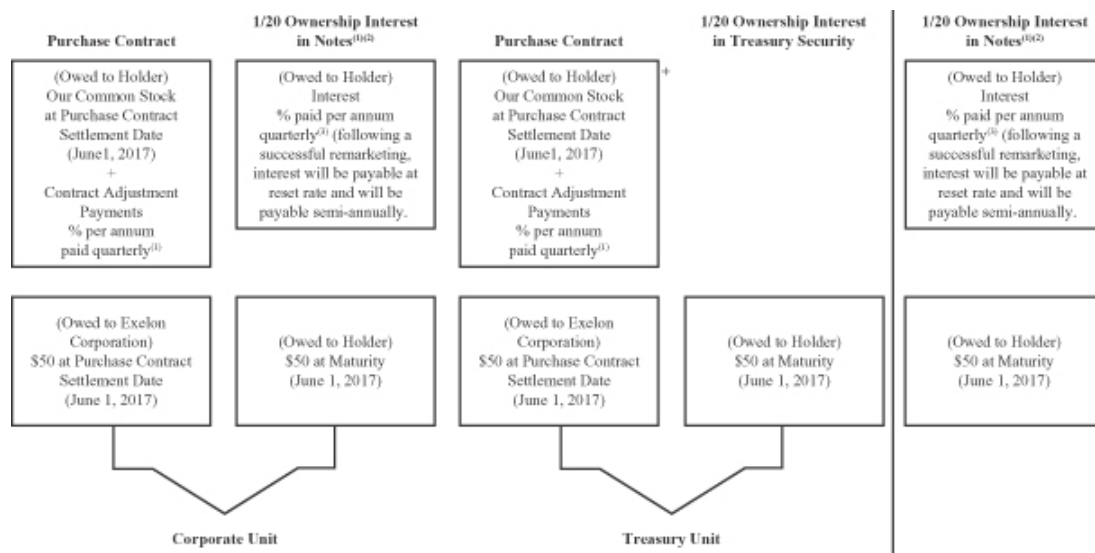 Purchase Contract
1/20 Ownership Interest
in Notes⁽¹⁾⁽²⁾
Purchase Contract
1/20 Ownership Interest
in Treasury Security
1/20 Ownership Interest
in Notes⁽¹⁾⁽²⁾
(Owed to Holder)
Our Common Stock
at Purchase Contract
Settlement Date
(June1, 2017)
+
Contract Adjustment
Payments
% per annum
paid quarterly⁽¹⁾
(Owed to Holder)
Interest
% paid per annum
quarterly⁽³⁾ (following a
successful remarketing,
interest will be payable at
reset rate and will be
payable semi-annually.
(Owed to Holder)
Our Common Stock
at Purchase Contract
Settlement Date
(June1, 2017)
+
Contract Adjustment
Payments
% per annum
paid quarterly⁽¹⁾
+
(Owed to Holder)
Interest
% paid per annum
quarterly⁽³⁾ (following a
successful remarketing,
interest will be payable at
reset rate and will be
payable semi-annually.
(Owed to Exelon
Corporation)
$50 at Purchase Contract
Settlement Date
(June 1, 2017)
(Owed to Holder)
$50 at Maturity
(June 1, 2017)
(Owed to Exelon
Corporation)
$50 at Purchase Contract
Settlement Date
(June 1, 2017)
(Owed to Holder)
$50 at Maturity
(June 1, 2017)
(Owed to Holder)
$50 at Maturity
(June 1, 2017)
Corporate Unit
Treasury Unit